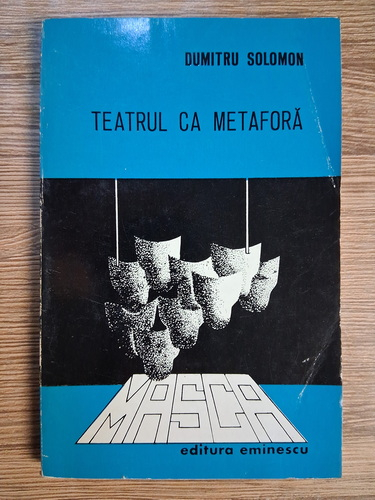 DUMITRU SOLOMON
TEATRUL CA METAFORĂ
MASCA
editura eminescu